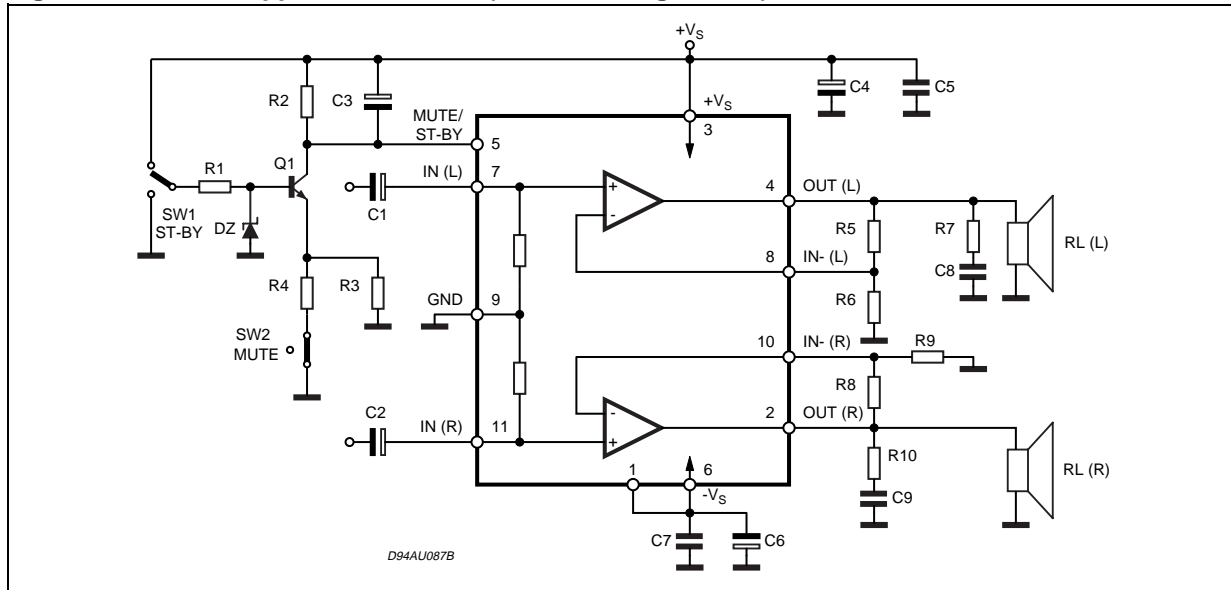 +VS
R2
C3
C4
C5
+VS
3
MUTE/
ST-BY
5
R1
Q1
IN (L)
7
4
OUT (L)
C1
+
-
SW1
ST-BY
DZ
R5
R7
RL (L)
8
IN- (L)
C8
R4
R3
GND
9
R6
SW2
MUTE
10
IN- (R)
R9
R8
C2
IN (R)
11
-
+
2
OUT (R)
R10
RL (R)
1
6
-VS
C9
C7
C6
D94AU087B